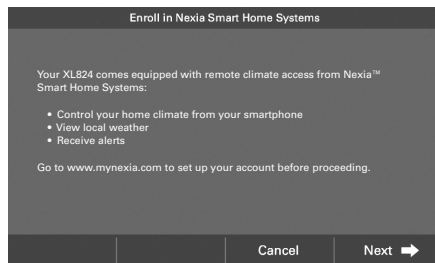 Enroll in Nexia Smart Home Systems
Your XL824 comes equipped with remote climate access from Nexia™
Smart Home Systems:
• Control your home climate from your smartphone
• View local weather
• Receive alerts
Go to www.mynexia.com to set up your account before proceeding.
Cancel
Next